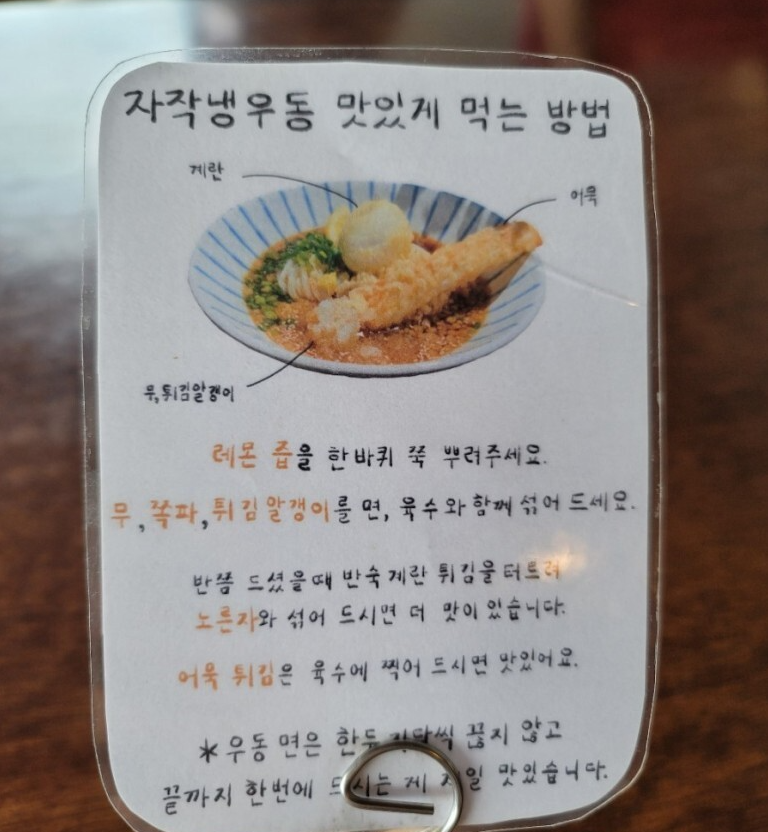 자작냉우동 맛있게 먹는 방법
계란
어묵
무,튀김알갱이
레몬 즙을 한바퀴 쭉 뿌려주세요.
무,쪽파,튀김알갱이를 면, 육수와 함께 섞어 드세요.
반쯤 드셨을때 반숙계란 튀김을 터트려
노른자와 섞어 드시면 더 맛이 있습니다.
어묵 튀김은 육수에 찍어 드시면 맛있어요.
*우동 면은 한두 끊지 않고
끝까지 한번에 드시는 게 제일 맛있습니다.